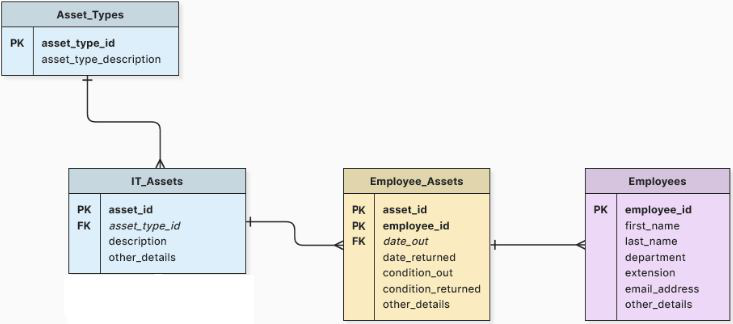 Asset_Types
PK asset_type_id
asset_type_description
IT_Assets
PK asset_id
FK asset_type_id
description
other_details
Employee_Assets
PK asset_id
PK employee_id
FK date_out
date_returned
condition_out
condition_returned
other_details
Employees
PK employee_id
first_name
last_name
department
extension
email_address
other_details